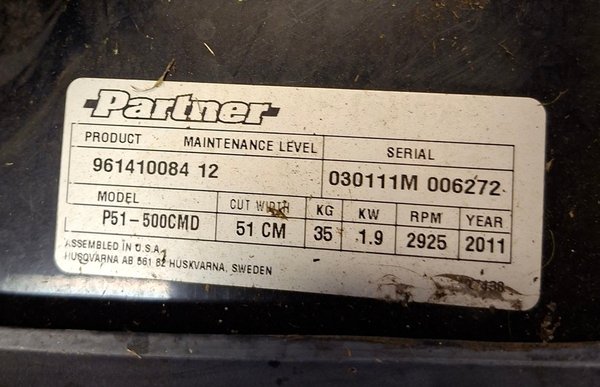 Partner
PRODUCT MAINTENANCE LEVEL SERIAL
961410084 12 030111M 006272
MODEL CUT WIDTH KG KW RPM YEAR
P51-500CMD 51 CM 35 1.9 2925 2011
ASSEMBLED IN U.S.A.
HUSQVARNA AB 561 82 HUSKVARNA, SWEDEN